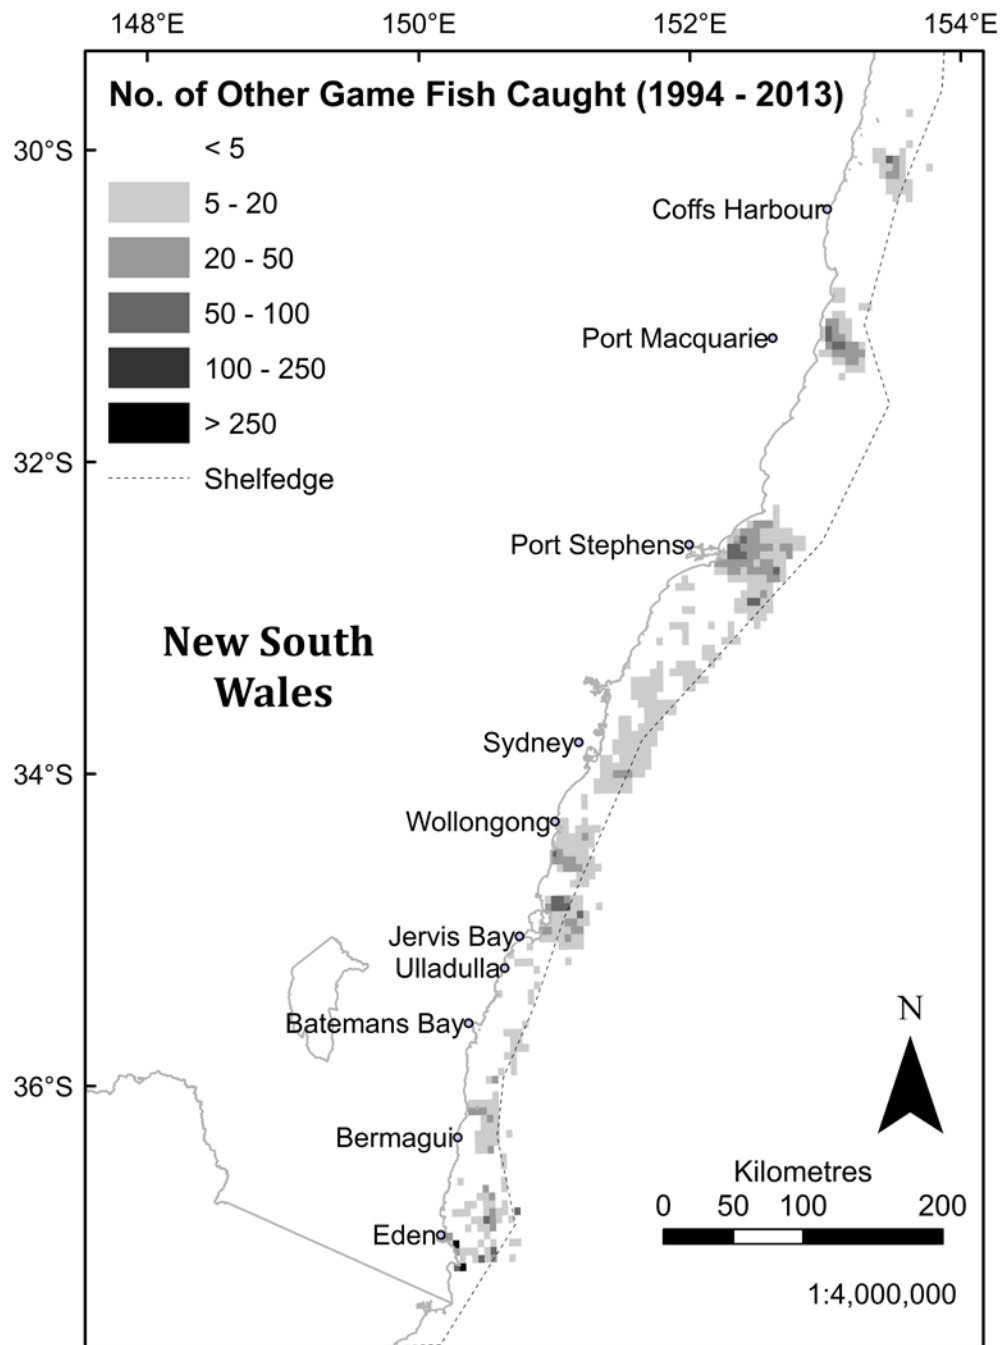 148°E 150°E 152°E 154°E
No. of Other Game Fish Caught (1994 - 2013)
< 5
30°S
5 - 20
Coffs Harbour
20 - 50
50 - 100
Port Macquarie
100 - 250
> 250
32°S
Shelfedge
Port Stephens
New South
Wales
Sydney
34°S
Wollongong
Jervis Bay
Ulladulla
N
Batemans Bay
36°S
Bermagui
Kilometres
0 50 100 200
Eden
1:4,000,000